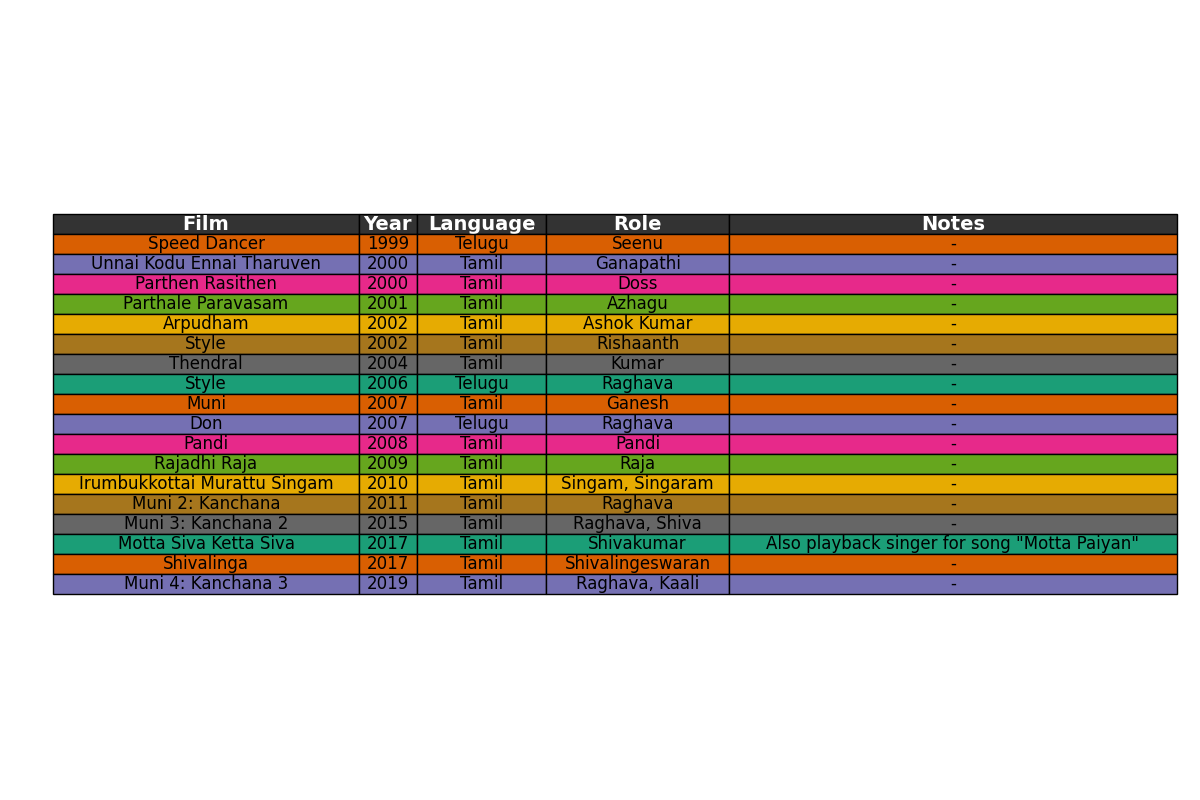 Film Year Language Role Notes
Speed Dancer 1999 Telugu Seenu -
Unnai Kodu Ennai Tharuven 2000 Tamil Ganapathi -
Parthen Rasithen 2000 Tamil Doss -
Parthale Paravasam 2001 Tamil Azhagu -
Arpudham 2002 Tamil Ashok Kumar -
Style 2002 Tamil Rishaanth -
Thendral 2004 Tamil Kumar -
Style 2006 Telugu Raghava -
Muni 2007 Tamil Ganesh -
Don 2007 Telugu Raghava -
Pandi 2008 Tamil Pandi -
Rajadhi Raja 2009 Tamil Raja -
Irumbukkottai Murattu Singam 2010 Tamil Singam, Singaram -
Muni 2: Kanchana 2011 Tamil Raghava -
Muni 3: Kanchana 2 2015 Tamil Raghava, Shiva -
Motta Siva Ketta Siva 2017 Tamil Shivakumar Also playback singer for song "Motta Paiyan"
Shivalinga 2017 Tamil Shivalingeswaran -
Muni 4: Kanchana 3 2019 Tamil Raghava, Kaali -